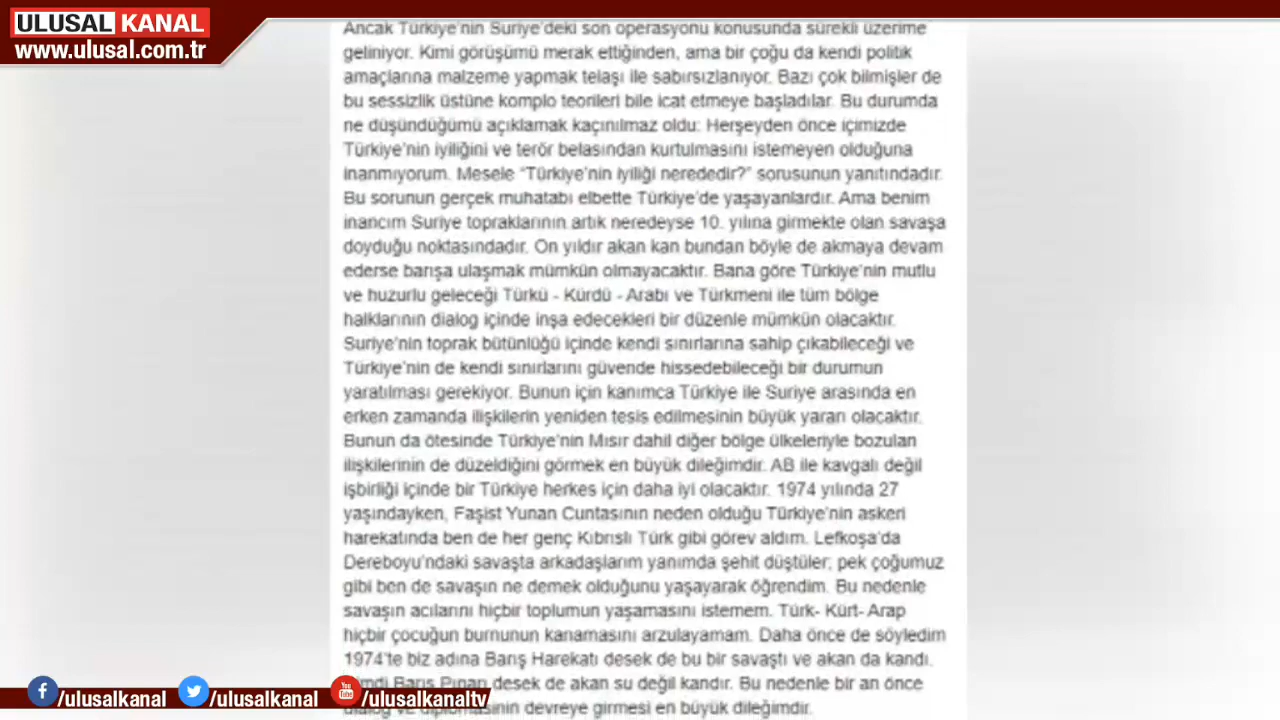 ULUSAL KANAL
www.ulusal.com.tr
Ancak Türkiye'nin Suriye'deki son operasyonu konusunda sürekli üzerime
geliniyor. Kimi görüşümü merak ettiğinden, ama bir çoğu da kendi politik
amaçlarına malzeme yapmak telaşı ile sabırsızlanıyor. Bazı çok bilmişler de
bu sessizlik üstüne komplo teorileri bile icat etmeye başladılar. Bu durumda
ne düşündüğümü açıklamak kaçınılmaz oldu: Herşeyden önce içimizde
Türkiye'nin iyiliğini ve terör belasından kurtulmasını istemeyen olduğuna
inanmıyorum. Mesele "Türkiye'nin iyiliği nerededir?" sorusunun yanıtındadır.
Bu sorunun gerçek muhatabı elbette Türkiye'de yaşayanlardır. Ama benim
inancım Suriye topraklarının artık neredeyse 10. yılına girmekte olan savaşa
doyduğu noktasındadır. On yıldır akan kan bundan böyle de akmaya devam
ederse barışa ulaşmak mümkün olmayacaktır. Bana göre Türkiye'nin mutlu
ve huzurlu geleceği Türkü - Kürdü - Arabı ve Türkmeni ile tüm bölge
halklarının dialog içinde inşa edecekleri bir düzenle mümkün olacaktır.
Suriye'nin toprak bütünlüğü içinde kendi sınırlarına sahip çıkabileceği ve
Türkiye'nin de kendi sınırlarını güvende hissedebileceği bir durumun
yaratılması gerekiyor. Bunun için kanımca Türkiye ile Suriye arasında en
erken zamanda ilişkilerin yeniden tesis edilmesinin büyük yararı olacaktır.
Bunun da ötesinde Türkiye'nin Mısır dahil diğer bölge ülkeleriyle bozulan
ilişkilerinin de düzeldiğini görmek en büyük dileğimdir. AB ile kavgalı değil
işbirliği içinde bir Türkiye herkes için daha iyi olacaktır. 1974 yılında 27
yaşındayken, Faşist Yunan Cuntasının neden olduğu Türkiye'nin askeri
harekatında ben de her genç Kıbrıslı Türk gibi görev aldım. Lefkoşa'da
Dereboyu'ndaki savaşta arkadaşlarım yanımda şehit düştüler; pek çoğumuz
gibi ben de savaşın ne demek olduğunu yaşayarak öğrendim. Bu nedenle
savaşın acılarını hiçbir toplumun yaşamasını istemem. Türk- Kürt- Arap
hiçbir çocuğun burnunun kanamasını arzulayamam. Daha önce de söyledim
1974'te biz adına Barış Harekatı desek de bu bir savaştı ve akan da kandı.
Barış Pınarı desek de akan su değil kandır. Bu nedenle bir an önce
dialog ve diplomasinin devreye girmesi en büyük dileğimdir.
/ulusalkanal /ulusalkanal You Tube /ulusalkanaltv